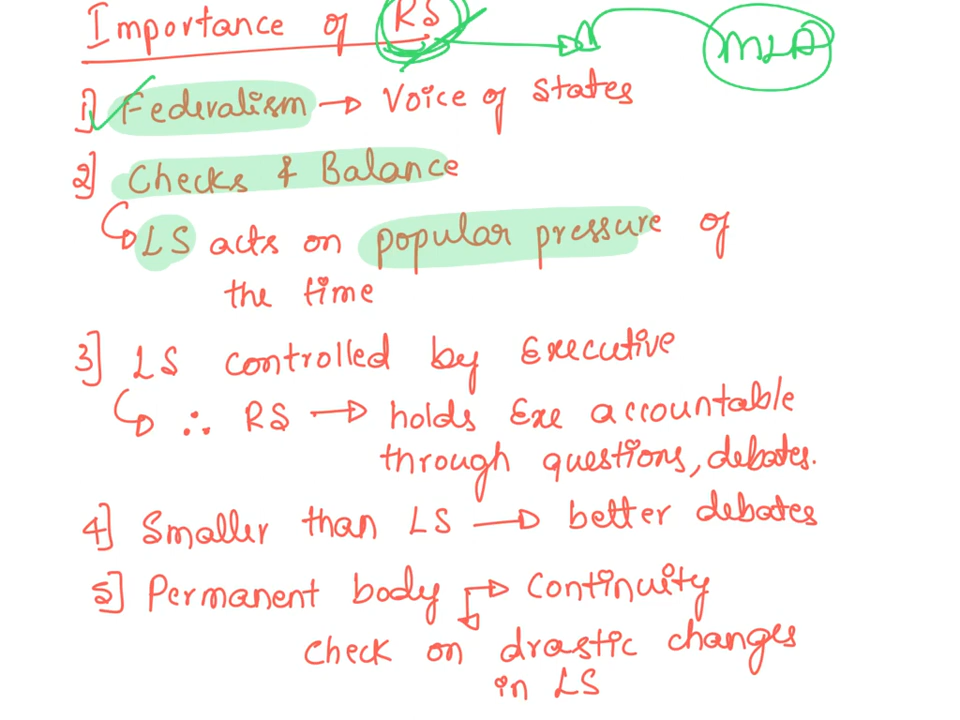 Importance of RS → MLA
1] Federalism → Voice of States
2] Checks & Balance
↳ LS acts on popular pressure of
the time
3] LS controlled by Executive
↳ ∴ RS → holds Exe accountable
through questions, debates.
4] Smaller than LS → better debates
5] Permanent body → Continuity
Check on drastic changes
in LS